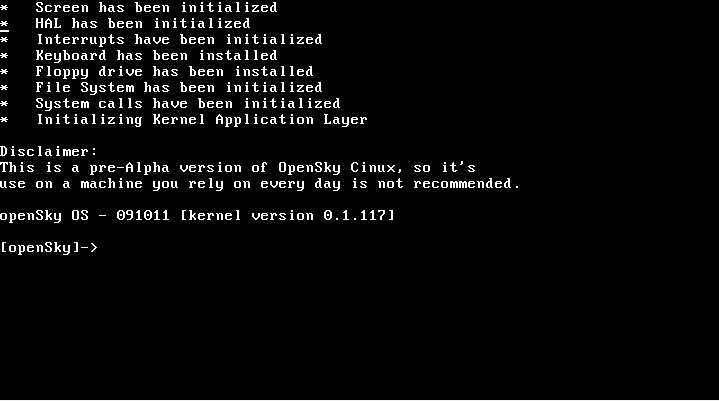 *   Screen has been initialized
*   HAL has been initialized
*   Interrupts have been initialized
*   Keyboard has been installed
*   Floppy drive has been installed
*   File System has been initialized
*   System calls have been initialized
*   Initializing Kernel Application Layer
Disclaimer:
This is a pre-Alpha version of OpenSky Cinux, so it's
use on a machine you rely on every day is not recommended.
openSky OS - 091011 [kernel version 0.1.117]
[openSky]->